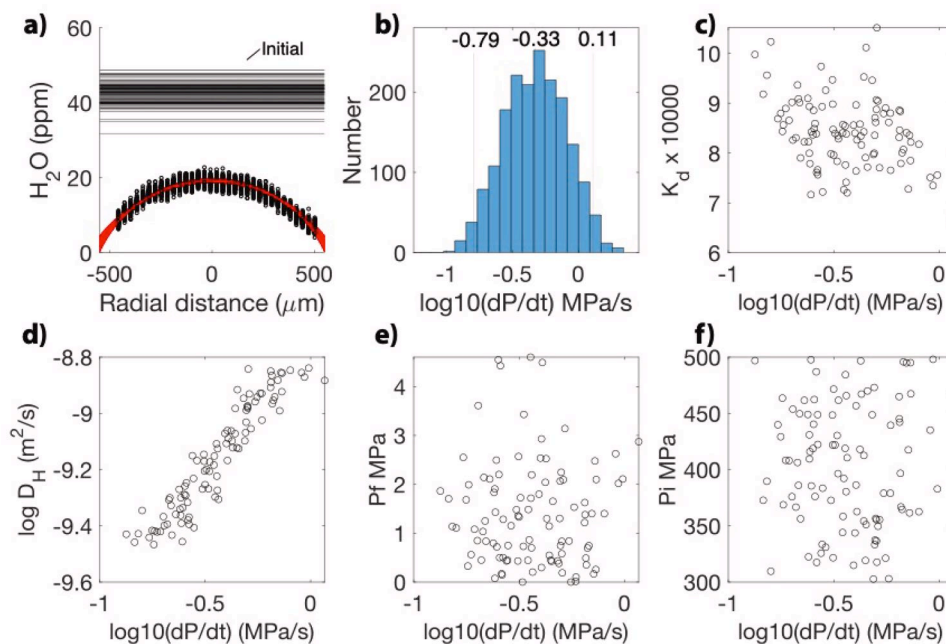 a)
60
40
20
0
H2O (ppm)
Initial
-500
0
500
Radial distance (μm)
b)
-0.79 -0.33 0.11
200
100
0
Number
-1
-0.5
0
log10(dP/dt) MPa/s
c)
10
9
8
7
6
Kd x 10000
-1
-0.5
0
log10(dP/dt) (MPa/s)
d)
-8.8
-9
-9.2
-9.4
-9.6
log DH (m2/s)
-1
-0.5
0
log10(dP/dt) (MPa/s)
e)
4
3
2
1
0
Pf MPa
-1
-0.5
0
log10(dP/dt) (MPa/s)
f)
500
450
400
350
300
Pi MPa
-1
-0.5
0
log10(dP/dt) (MPa/s)